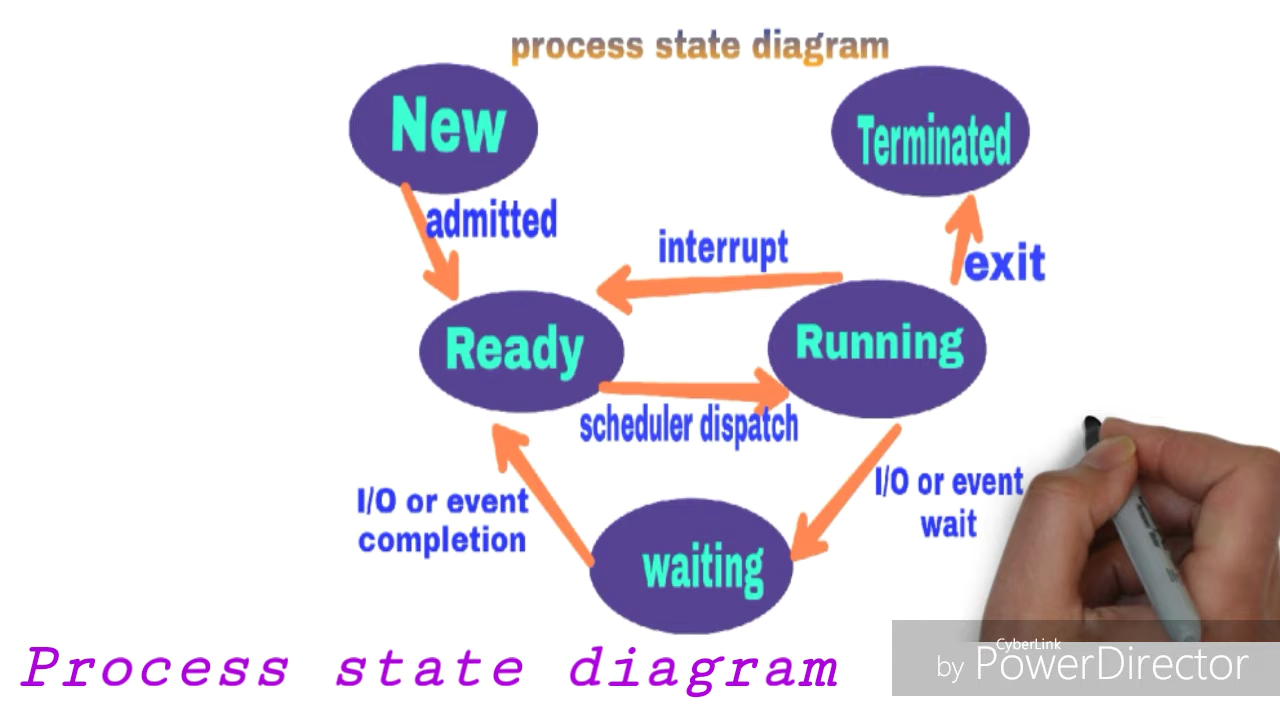 process state diagram
New
Terminated
admitted
interrupt
exit
Ready
Running
scheduler dispatch
I/O or event
wait
I/O or event
completion
waiting
Process state diagram
CyberLink
by PowerDirector